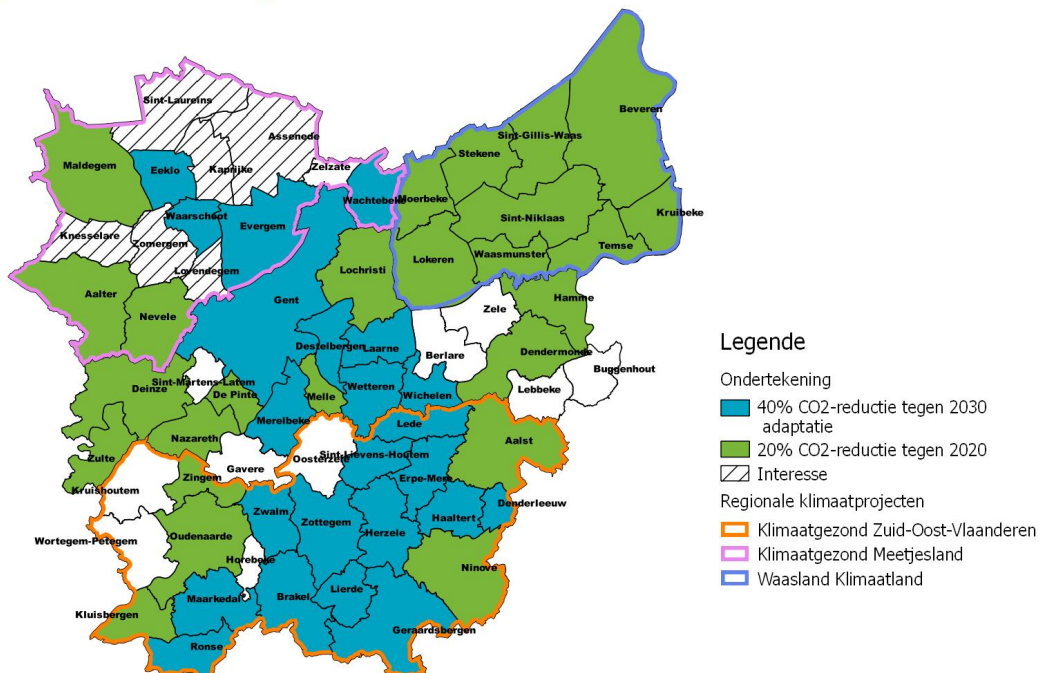 Sint-Laureins
Beveren
Assenede
Sint-Gillis-Waas
Stekene
Maldegem
Eeklo
Kaprijke
Zelzate
Wachtebeke
Moerbeke
Waarschoot
Evergem
Sint-Niklaas
Kruibeke
Knesselare
Zomergem
Temse
Lovendegem
Lochristi
Lokeren
Waasmunster
Aalter
Gent
Zele
Hamme
Nevele
Destelbergen
Laarne
Berlare
Dendermonde
Buggenhout
Sint-Martens-Latem
Deinze
De Pinte
Melle
Wetteren
Wichelen
Lebbeke
Merelbeke
Lede
Nazareth
Aalst
Zulte
Gavere
Oosterzele
Sint-Lievens-Houtem
Kruishoutem
Zingem
Erpe-Mere
Denderleeuw
Zwalm
Zottegem
Haaltert
Wortegem-Petegem
Oudenaarde
Herzele
Horebeke
Ninove
Maarkedal
Brakel
Lierde
Kluisbergen
Geraardsbergen
Ronse
Legende
Ondertekening
40% CO2-reductie tegen 2030
adaptatie
20% CO2-reductie tegen 2020
Interesse
Regionale klimaatprojecten
Klimaatgezond Zuid-Oost-Vlaanderen
Klimaatgezond Meetjesland
Waasland Klimaatland